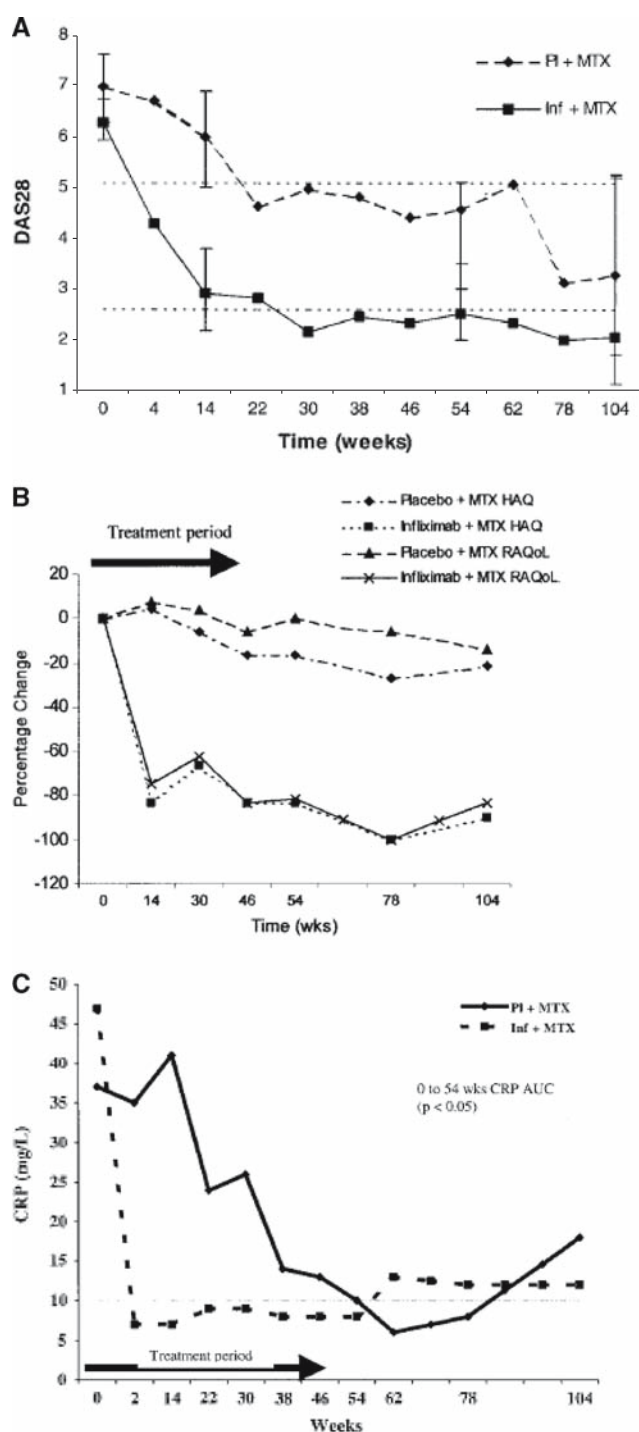 A
8
7
6
5
4
3
2
1
DAS28
Pl + MTX
Inf + MTX
0 4 14 22 30 38 46 54 62 78 104
Time (weeks)
B
Placebo + MTX HAQ
Infliximab + MTX HAQ
Placebo + MTX RAQoL
Infliximab + MTX RAQoL
Treatment period
20
0
-20
-40
-60
-80
-100
-120
Percentage Change
0 14 30 46 54 78 104
Time (wks)
C
50
45
40
35
30
25
20
15
10
5
0
CRP (mg/L)
Pl + MTX
Inf + MTX
0 to 54 wks CRP AUC
(p < 0.05)
Treatment period
0 2 14 22 30 38 46 54 62 78 104
Weeks